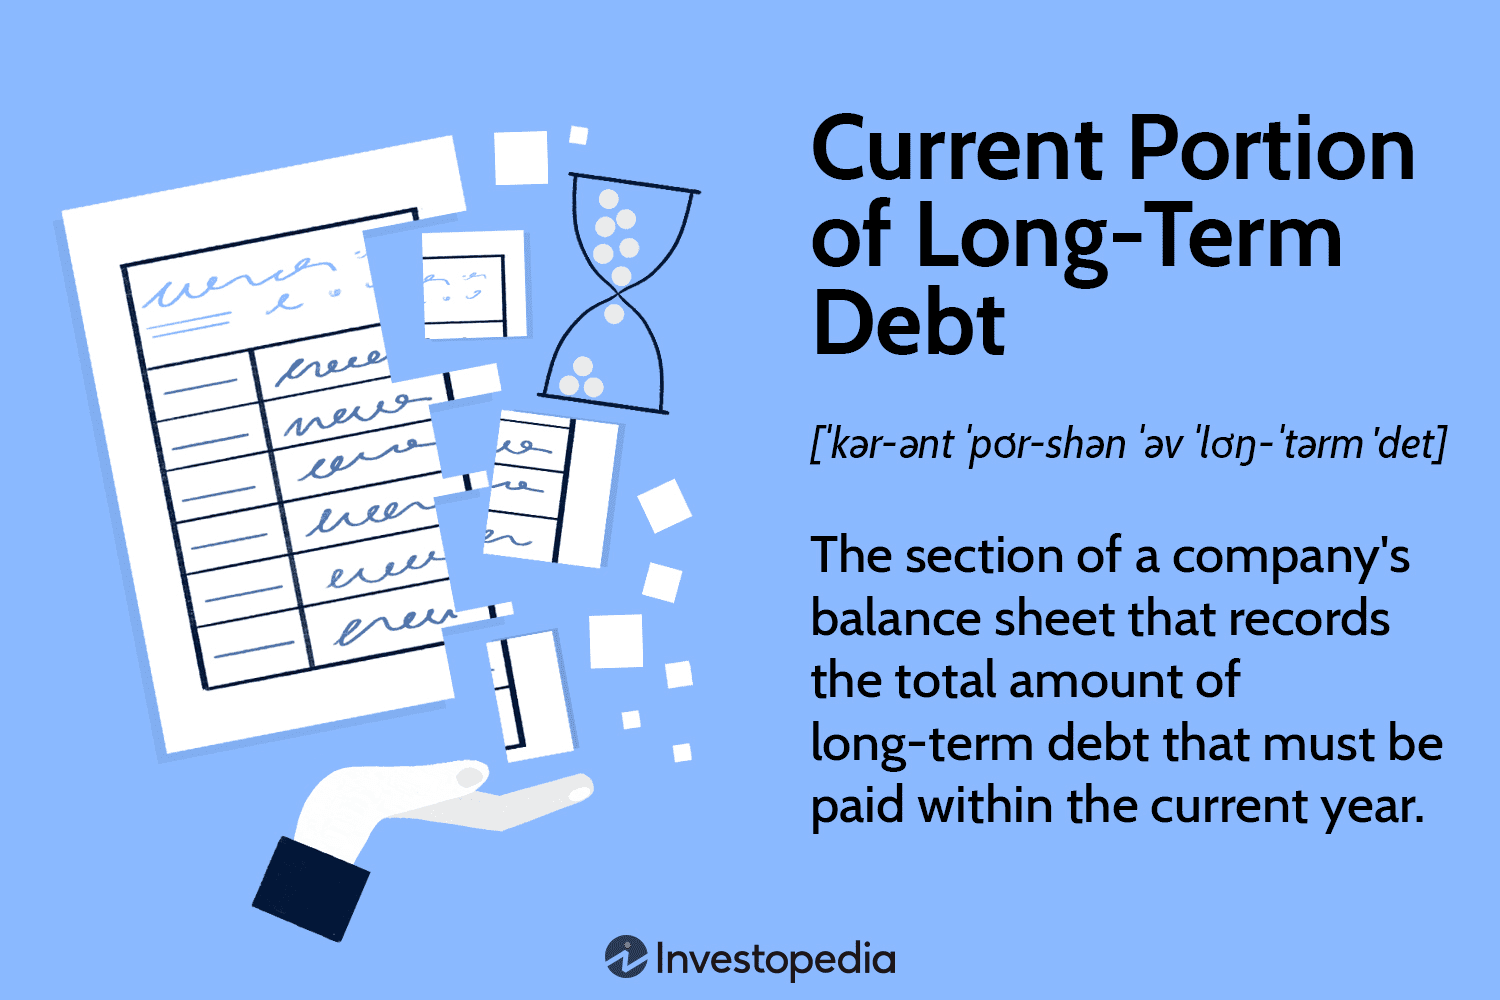 Current Portion
of Long-Term
Debt
[ˈkər-ənt ˈpȯr-shən ˈəv ˈlȯŋ-ˈtərm ˈdet]
The section of a company's
balance sheet that records
the total amount of
long-term debt that must be
paid within the current year.
Investopedia